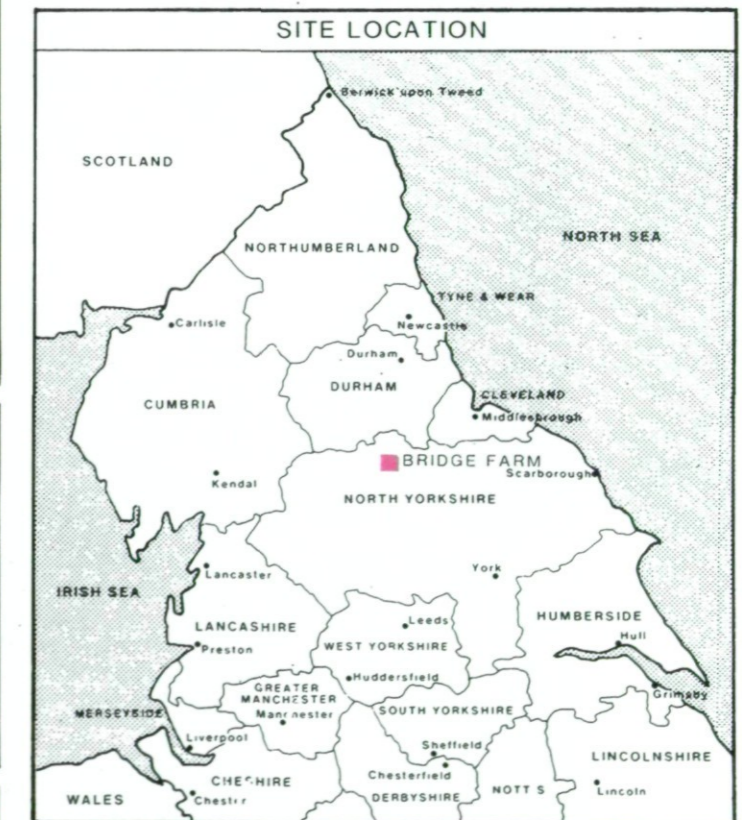 SITE LOCATION
Berwick upon Tweed
SCOTLAND
NORTH SEA
NORTHUMBERLAND
TYNE & WEAR
Carlisle
Newcastle
Durham
DURHAM
CLEVELAND
CUMBRIA
Middlesbrough
BRIDGE FARM
Scarborough
Kendal
NORTH YORKSHIRE
York
Lancaster
IRISH SEA
HUMBERSIDE
Leeds
LANCASHIRE
Hull
WEST YORKSHIRE
Preston
Huddersfield
GREATER
MANCHESTER
Grimsby
MERSEYSIDE
Manchester
SOUTH YORKSHIRE
Liverpool
Sheffield
LINCOLNSHIRE
Chesterfield
CHESHIRE
NOTTS
Lincoln
DERBYSHIRE
WALES
Chester